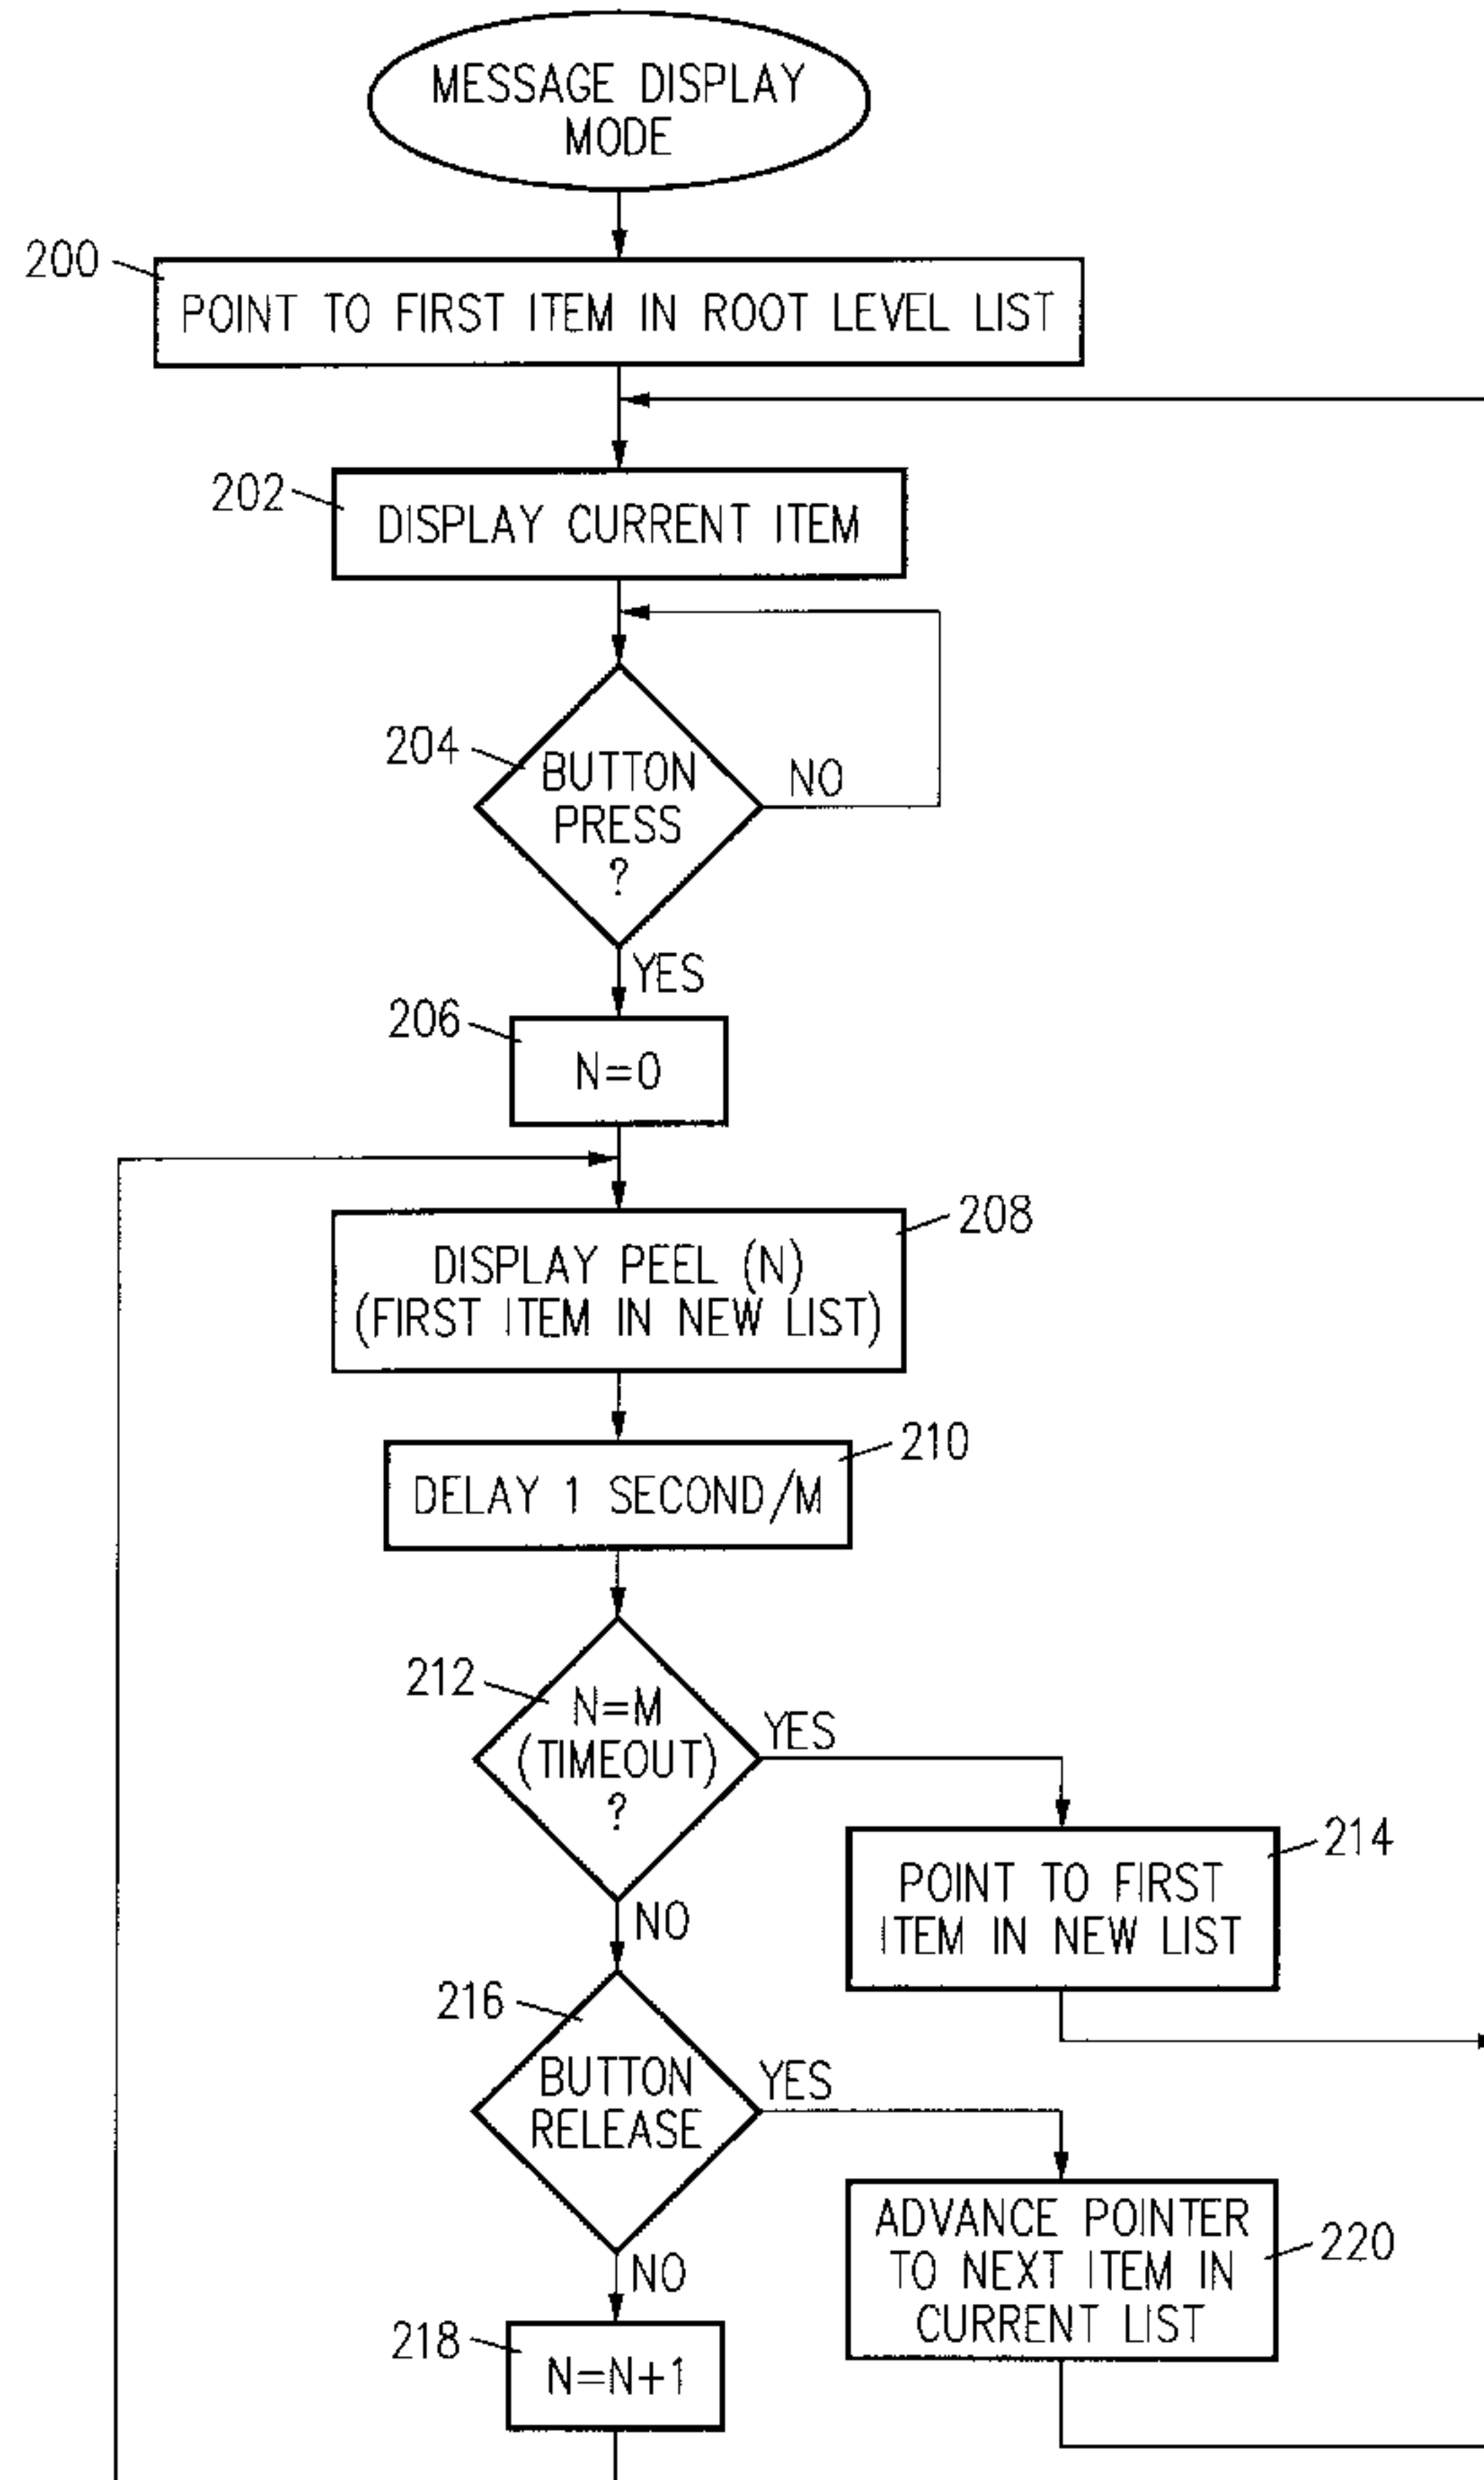 MESSAGE DISPLAY
MODE
200
POINT TO FIRST ITEM IN ROOT LEVEL LIST
202
DISPLAY CURRENT ITEM
204
BUTTON
PRESS
?
NO
YES
206
N=0
208
DISPLAY PEEL (N)
(FIRST ITEM IN NEW LIST)
210
DELAY 1 SECOND/M
212
N=M
(TIMEOUT)
?
YES
NO
214
POINT TO FIRST
ITEM IN NEW LIST
216
BUTTON
RELEASE
YES
NO
220
ADVANCE POINTER
TO NEXT ITEM IN
CURRENT LIST
218
N=N+1